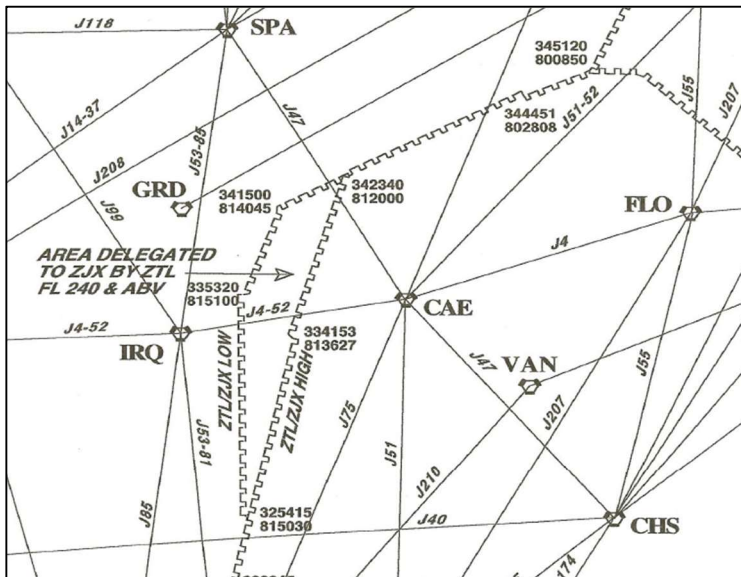 J118
SPA
345120
800850
J14-37
J47
J55
J207
J208
J53-85
344451
802808
J51-52
J99
GRD
341500
814045
342340
812000
FLO
AREA DELEGATED
TO ZJX BY ZTL
FL 240 & ABV
335320
815100
J4
J4-52
J4-52
CAE
IRQ
ZTL/ZJX LOW
ZTL/ZJX HIGH
334153
813627
VAN
J47
J55
J75
J207
J53-81
J51
J210
J85
325415
815030
J40
CHS
174